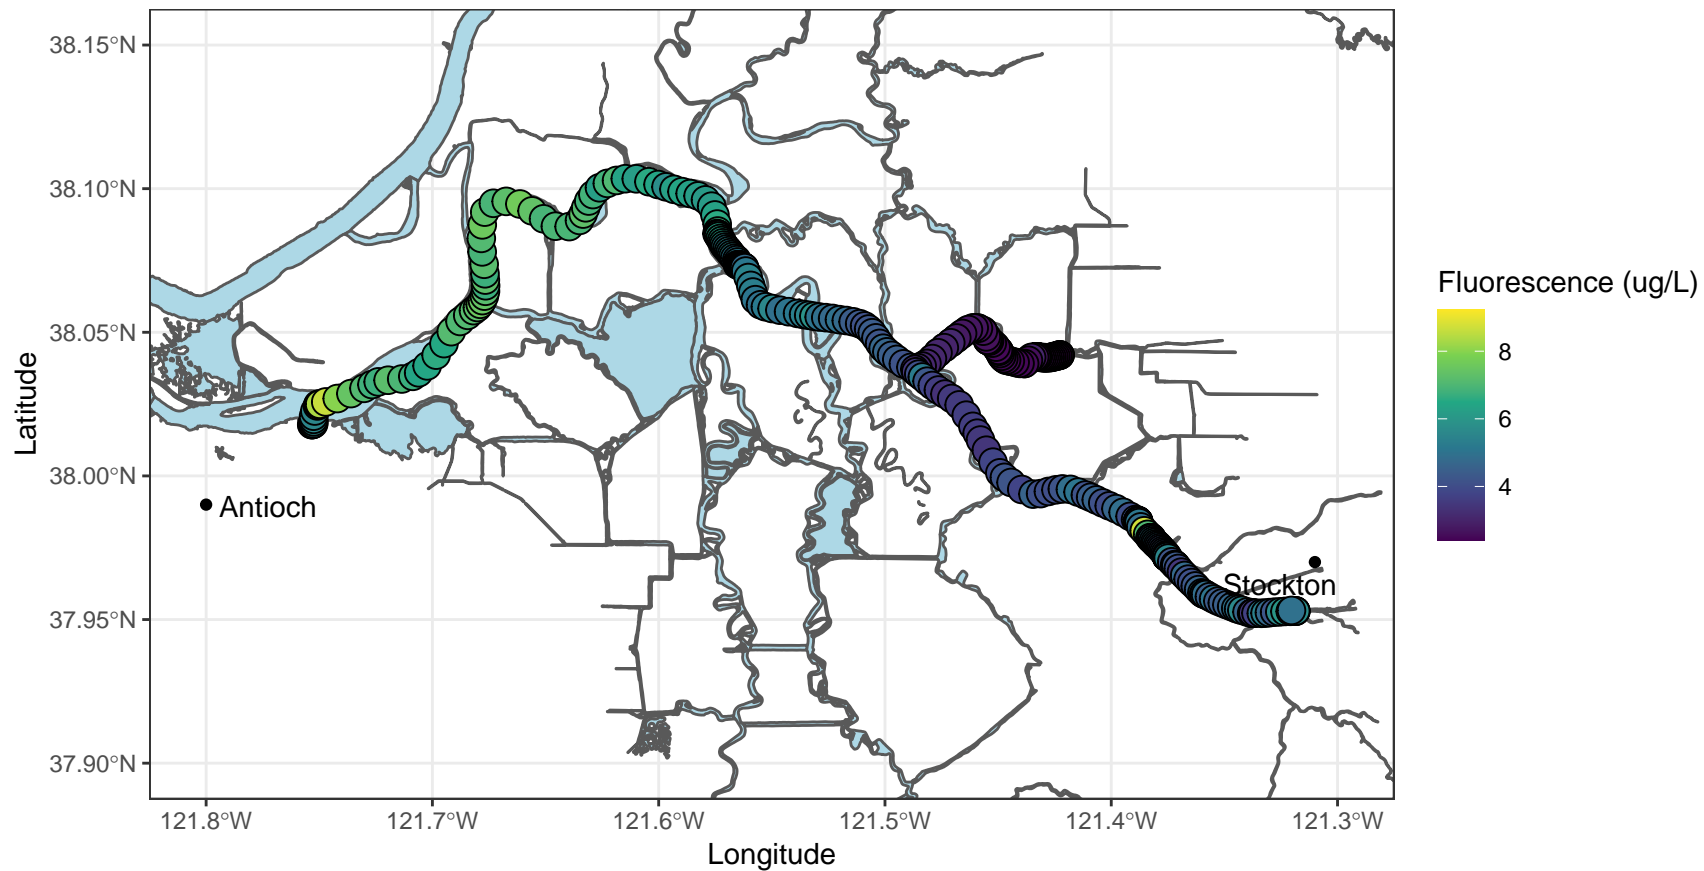 38.15°N
38.10°N
38.05°N
38.00°N
37.95°N
37.90°N
Latitude
Antioch
Stockton
121.8°W
121.7°W
121.6°W
121.5°W
121.4°W
121.3°W
Longitude
Fluorescence (ug/L)
8
6
4